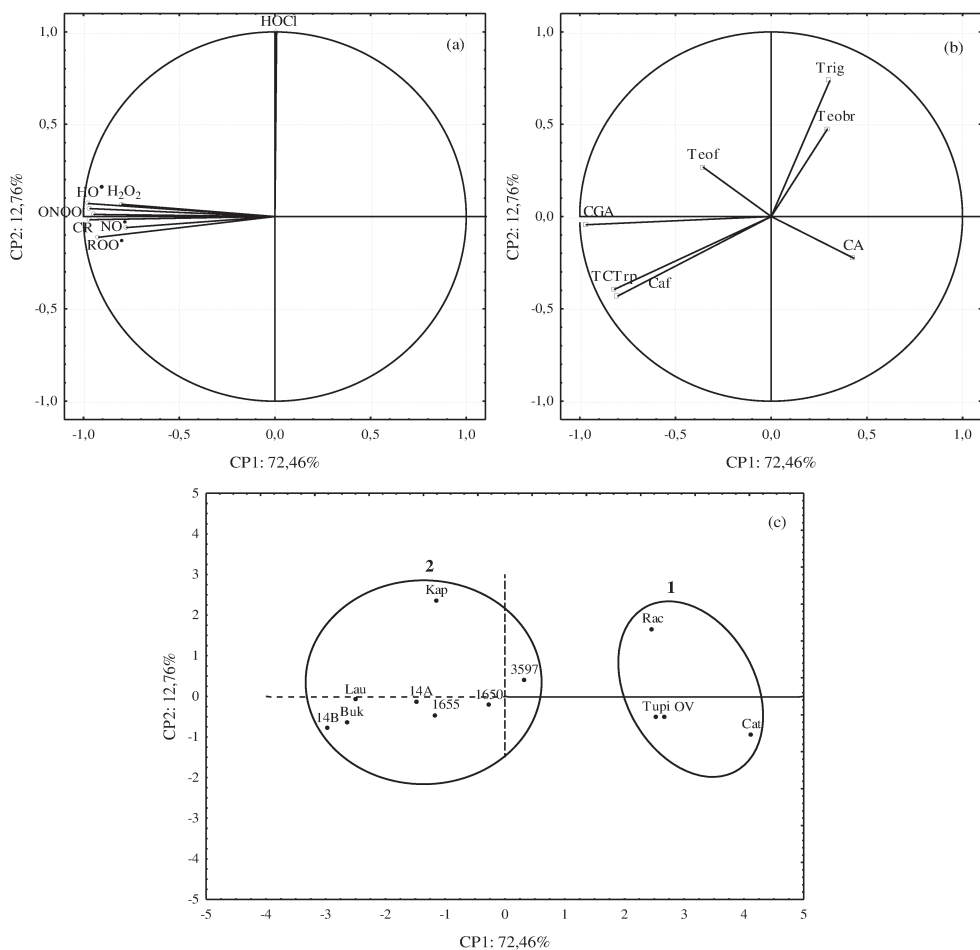 HOCl
(a)
1,0
0,5
0,0
-0,5
-1,0
HO• H2O2
ONOO
CR NO•
ROO•
CP2: 12,76%
-1,0 -0,5 0,0 0,5 1,0
CP1: 72,46%
(b)
1,0
0,5
0,0
-0,5
-1,0
Trig
Teobr
Teof
CGA
CA
TCTrp
Caf
CP2: 12,76%
-1,0 -0,5 0,0 0,5 1,0
CP1: 72,46%
(c)
5
4
3
2
1
0
-1
-2
-3
-4
-5
2
1
Kap
Rac
3597
Lau
14A
1650
1655
14B
Buk
Tupi OV
Cat
CP2: 12,76%
-5 -4 -3 -2 -1 0 1 2 3 4 5
CP1: 72,46%